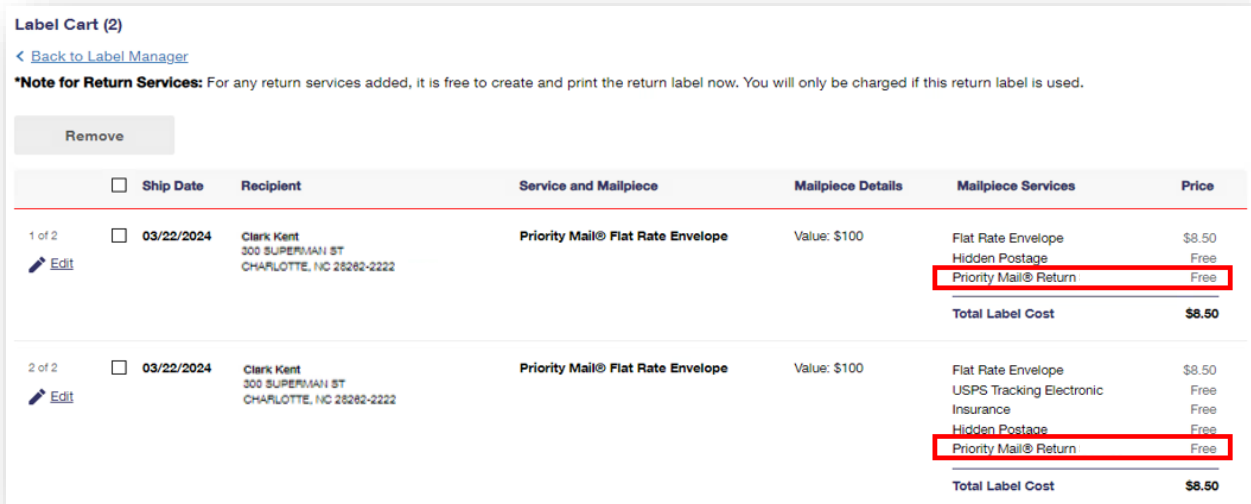 Label Cart (2)
< Back to Label Manager
*Note for Return Services: For any return services added, it is free to create and print the return label now. You will only be charged if this return label is used.
Remove
Ship Date Recipient Service and Mailpiece Mailpiece Details Mailpiece Services Price
1 of 2 03/22/2024 Clark Kent Priority Mail® Flat Rate Envelope Value: $100 Flat Rate Envelope $8.50
300 SUPERMAN ST Hidden Postage Free
Edit CHARLOTTE, NC 28262-2222 Priority Mail® Return Free
Total Label Cost $8.50
2 of 2 03/22/2024 Clark Kent Priority Mail® Flat Rate Envelope Value: $100 Flat Rate Envelope $8.50
300 SUPERMAN ST USPS Tracking Electronic Free
Edit CHARLOTTE, NC 28262-2222 Insurance Free
Hidden Postage Free
Priority Mail® Return Free
Total Label Cost $8.50